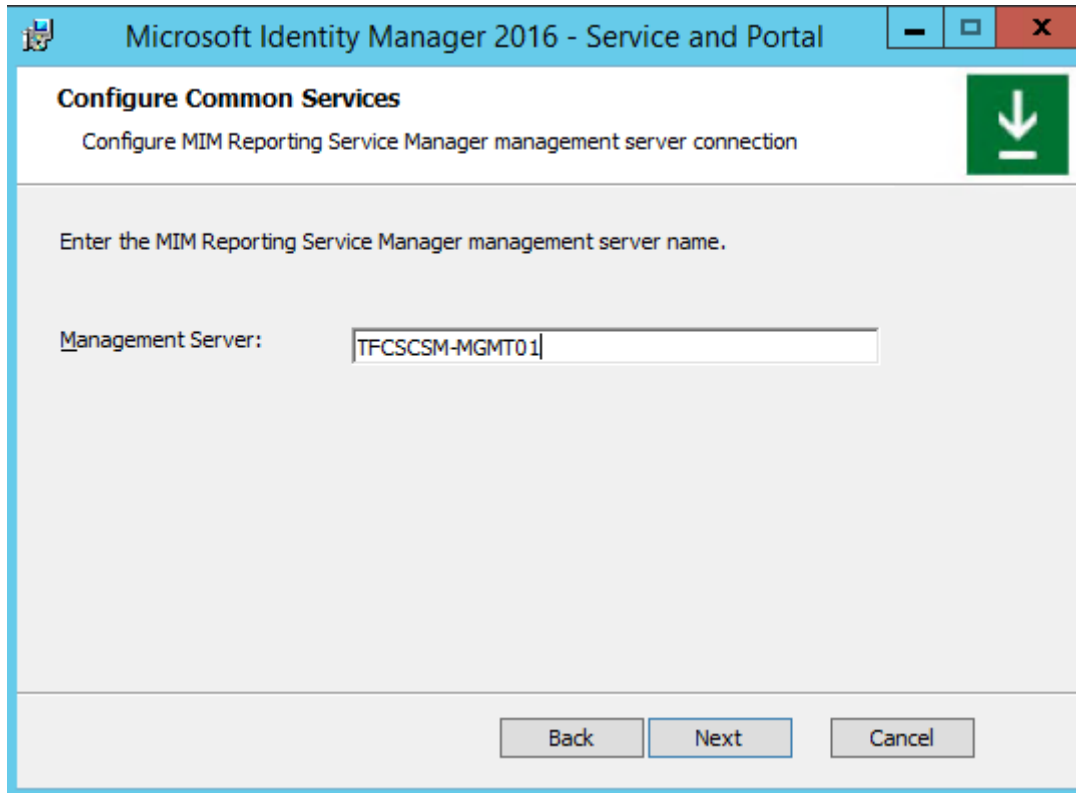 Microsoft Identity Manager 2016 - Service and Portal
Configure Common Services
Configure MIM Reporting Service Manager management server connection
Enter the MIM Reporting Service Manager management server name.
Management Server: TFCSCSM-MGMT01
Back Next Cancel